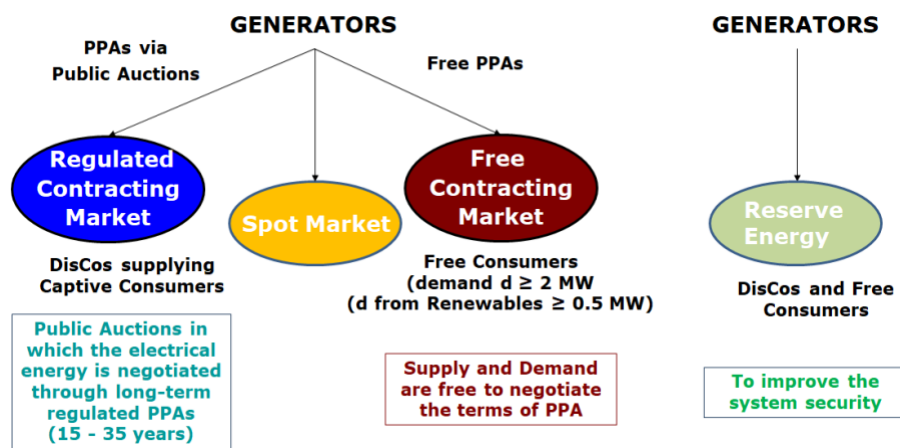 GENERATORS
GENERATORS
PPAs via
Public Auctions
Free PPAs
Regulated
Contracting
Market
Spot Market
Free
Contracting
Market
Reserve
Energy
DisCos supplying
Captive Consumers
Free Consumers
(demand d ≥ 2 MW
(d from Renewables ≥ 0.5 MW)
DisCos and Free
Consumers
Public Auctions in
which the electrical
energy is negotiated
through long-term
regulated PPAs
(15 - 35 years)
Supply and Demand
are free to negotiate
the terms of PPA
To improve the
system security